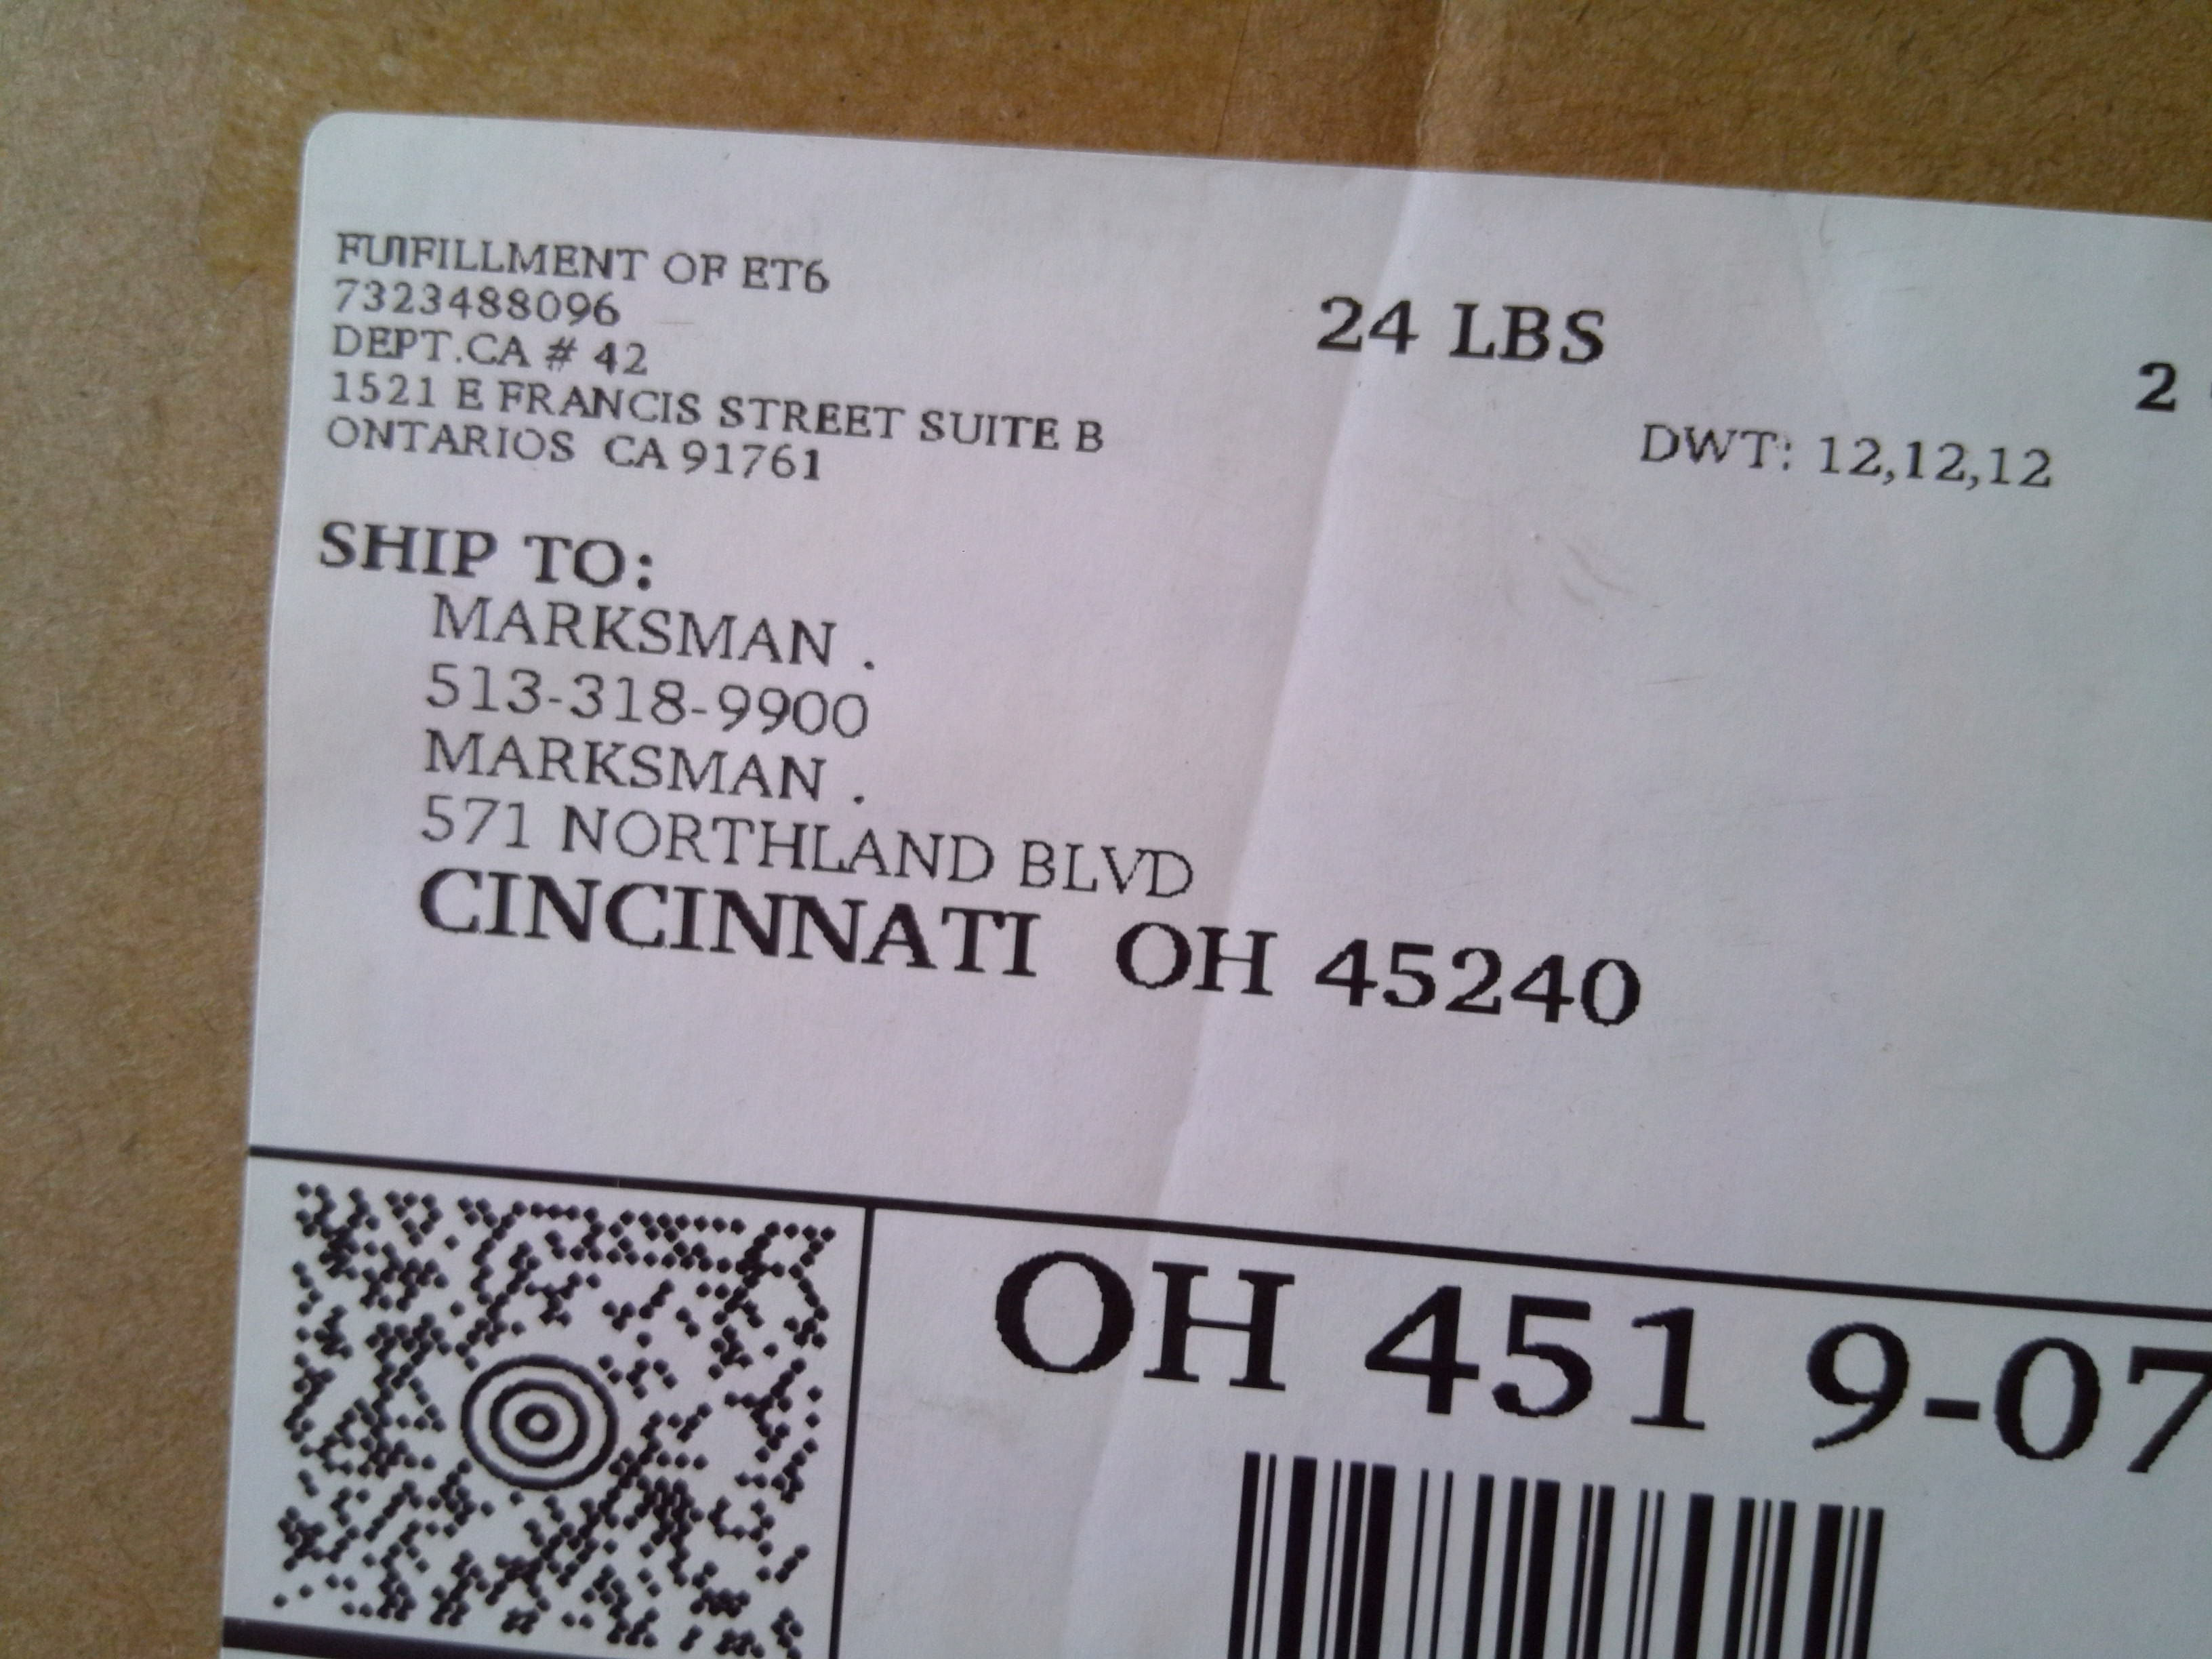 FUIFILLMENT OF ET6
7323488096
DEPT.CA # 42
1521 E FRANCIS STREET SUITE B
ONTARIOS CA 91761
24 LBS
2
DWT: 12,12,12
SHIP TO:
MARKSMAN .
513-318-9900
MARKSMAN .
571 NORTHLAND BLVD
CINCINNATI OH 45240
OH 451 9-07